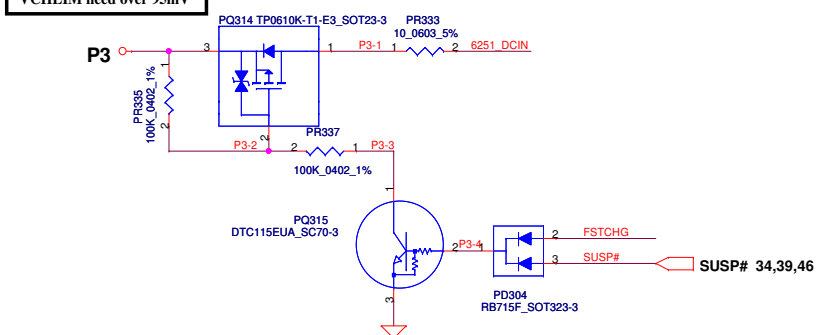 VCHLIM need over 95mV
PQ314 TP0610K-T1-E3_SOT23-3
PR333
10_0603_5%
P3
3
1
P3-1
1
2
6251_DCIN
1
PR335
100K_0402_1%
2
2
P3-2
PR337
2
1
P3-3
100K_0402_1%
1
PQ315
DTC115EUA_SC70-3
2
P3-4
1
2
FSTCHG
3
SUSP#
SUSP# 34,39,46
3
PD304
RB715F_SOT323-3